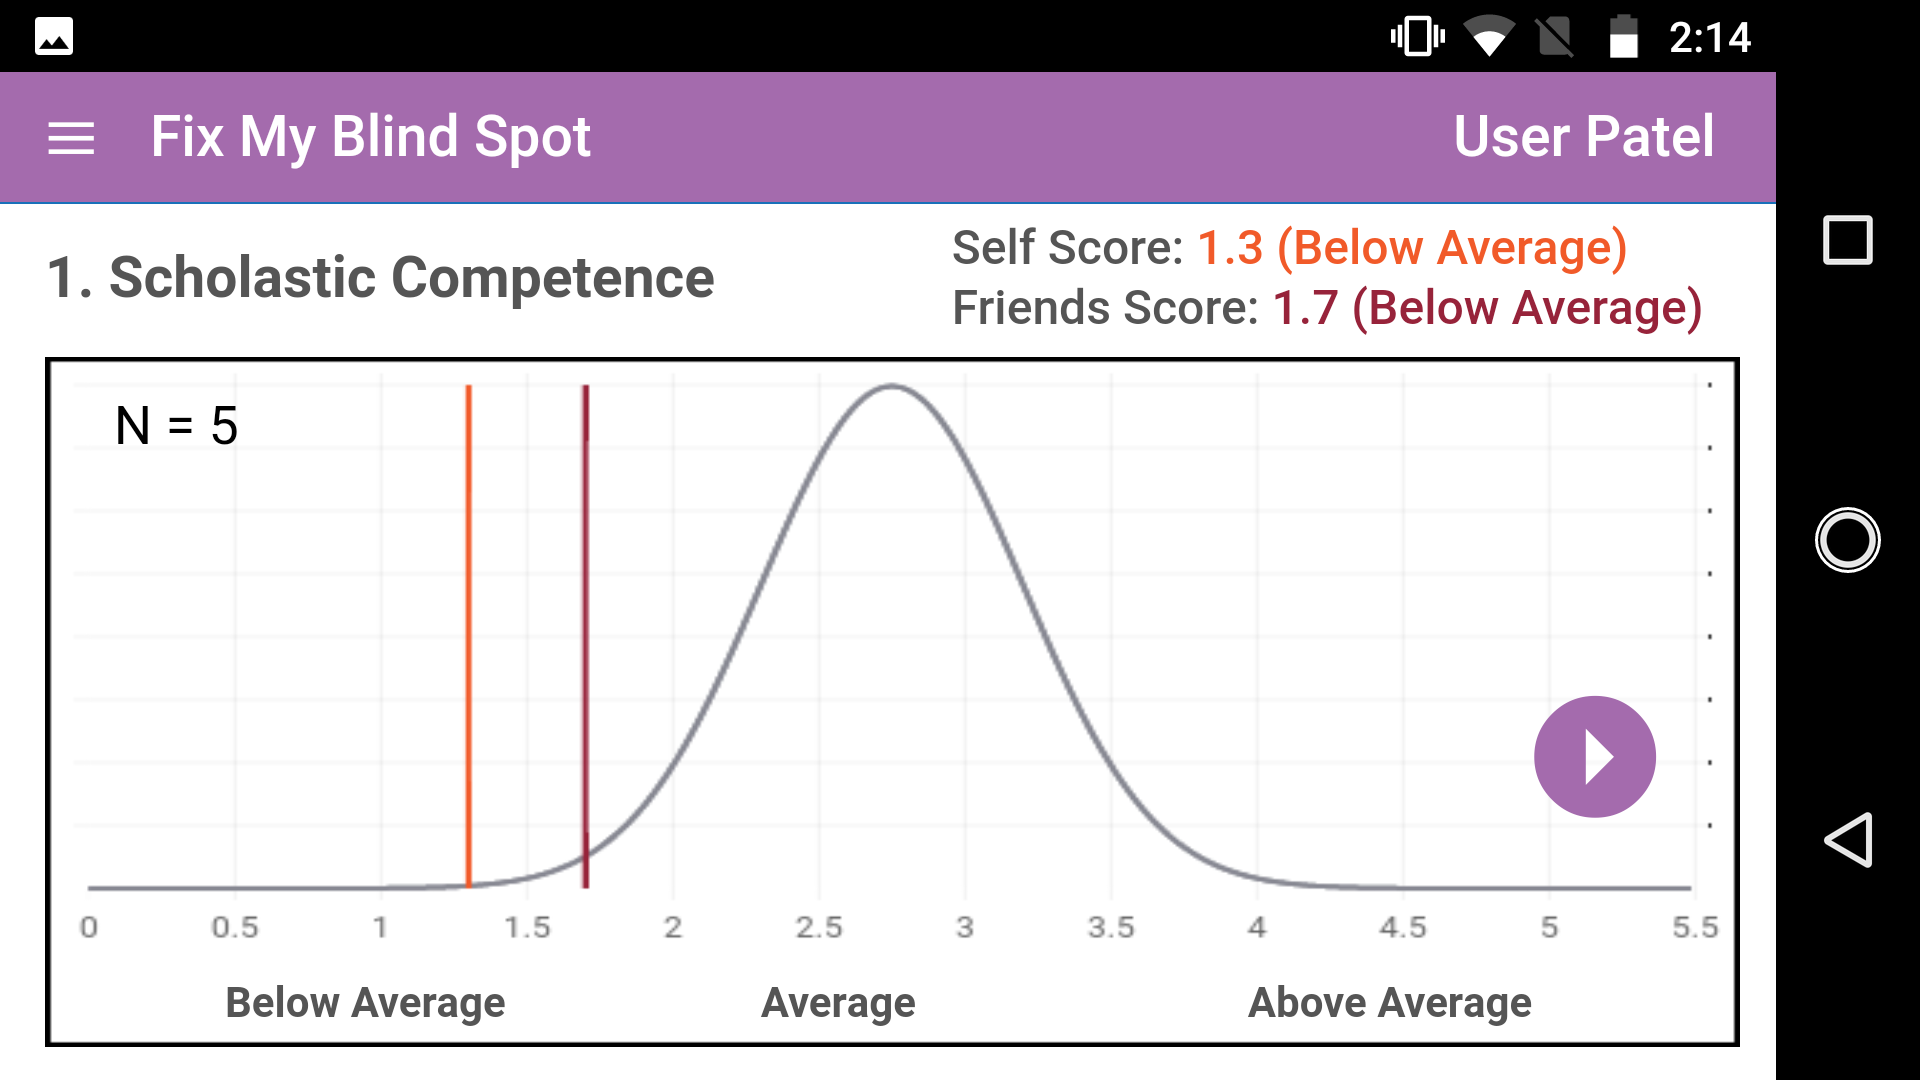 2:14
Fix My Blind Spot
User Patel
1. Scholastic Competence
Self Score: 1.3 (Below Average)
Friends Score: 1.7 (Below Average)
N = 5
0 0.5 1 1.5 2 2.5 3 3.5 4 4.5 5 5.5
Below Average Average Above Average